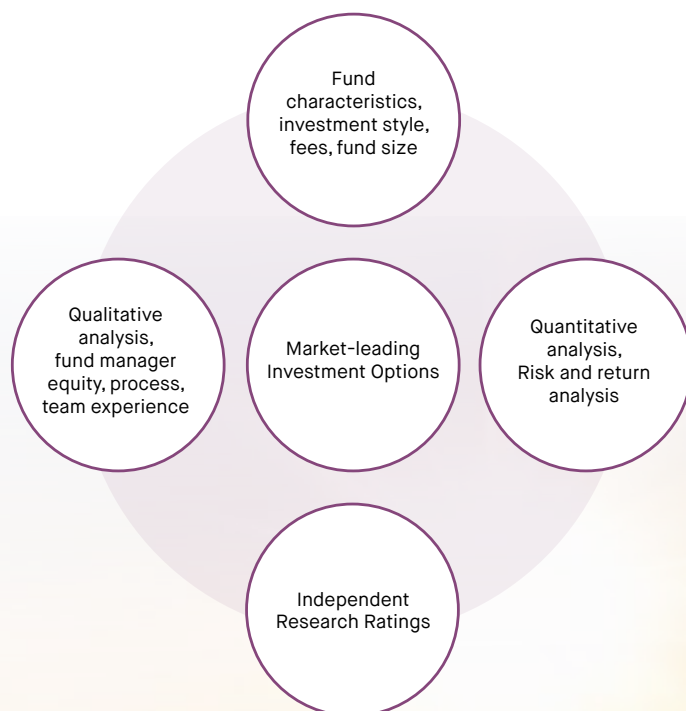 Fund
characteristics,
investment style,
fees, fund size
Qualitative
analysis,
fund manager
equity, process,
team experience
Market-leading
Investment Options
Quantitative
analysis,
Risk and return
analysis
Independent
Research Ratings